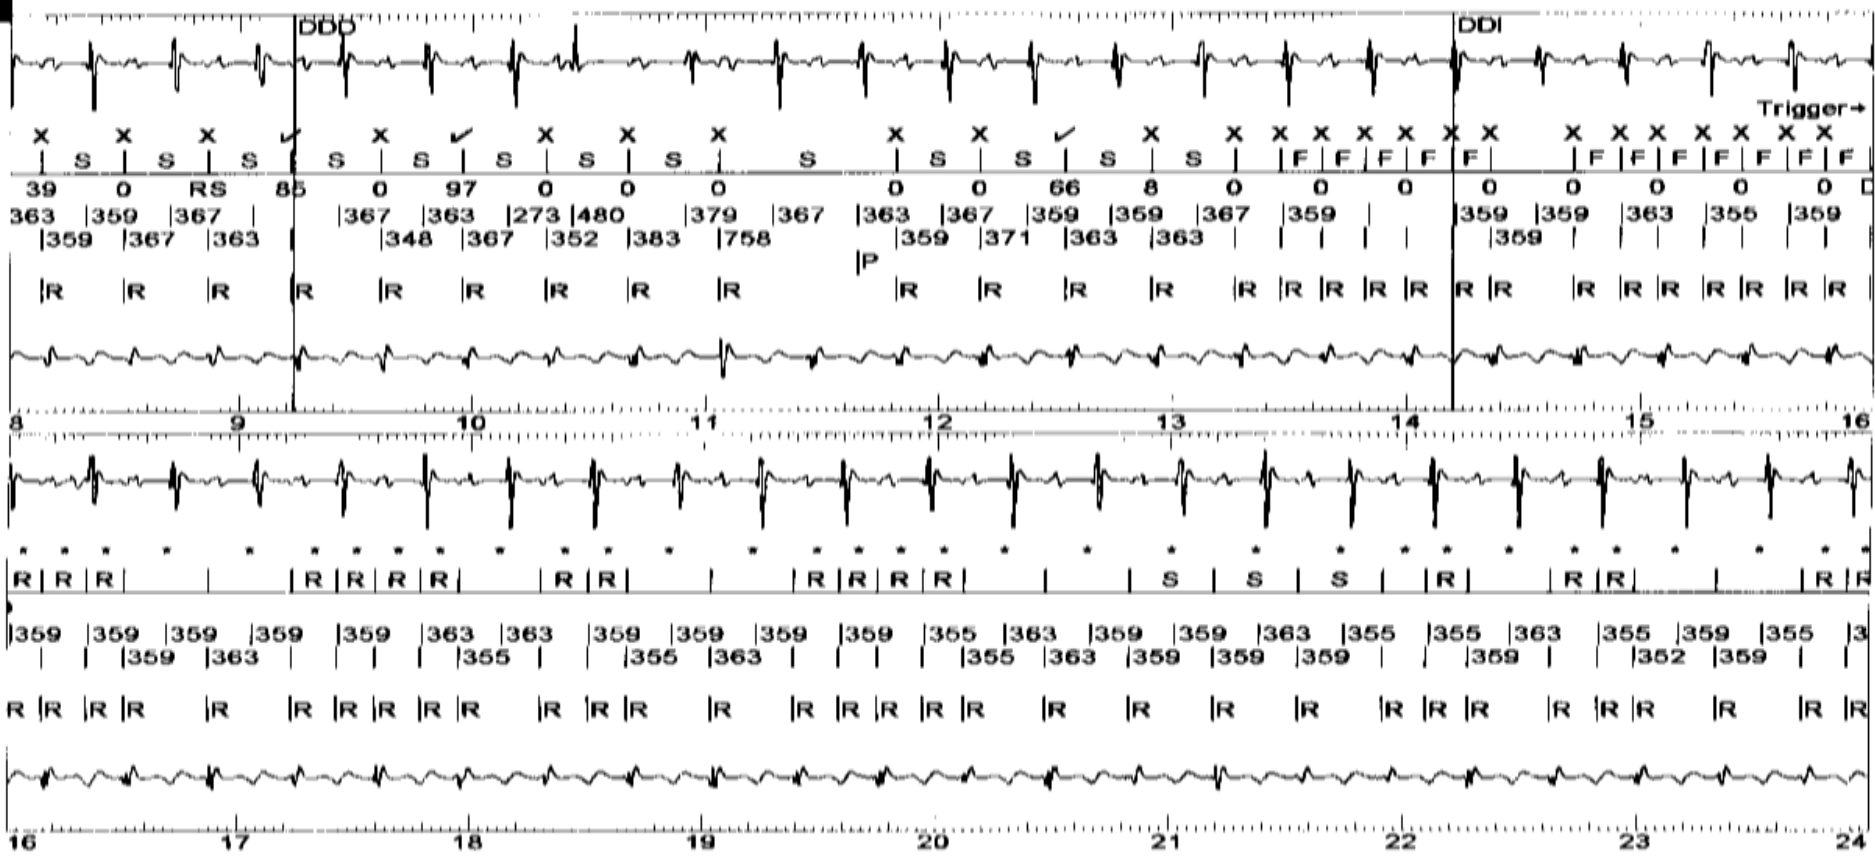 DDD DDI
Trigger→
X X X ✓ X ✓ X X X X X ✓ X X X X X X X X X X X X X X X
S S S S S S S S S S S S S F F F F F F F F F F F F
39 0 RS 85 0 97 0 0 0 0 0 66 8 0 0 0 0 0 0 0
363 |359 |367 | |367 |363 |273 |480 |379 |367 |363 |367 |359 |359 |367 |359 | |359 |359 |363 |355 |359
|359 |367 |363 |348 |367 |352 |383 |758 |359 |371 |363 |363 |359
|P
|R |R |R |R |R |R |R |R |R |R |R |R |R |R |R |R |R |R |R |R |R |R |R |R |R |R |R
8 9 10 11 12 13 14 15 16
* * * * * * * * * * * * * * * * * * * * * * * * * * * * * * * *
R R R R R R R R R R R R R S S S R R R R R
|359 |359 |359 |359 |359 |363 |363 |359 |359 |359 |359 |355 |363 |359 |359 |363 |355 |355 |363 |355 |359 |355 |3
|359 |363 |355 |355 |363 |355 |363 |359 |359 |359 |359 |352 |359
R |R |R |R |R |R |R |R |R |R |R |R |R |R |R |R |R |R |R |R |R |R |R |R |R |R |R |R |R |R |R |R
16 17 18 19 20 21 22 23 24